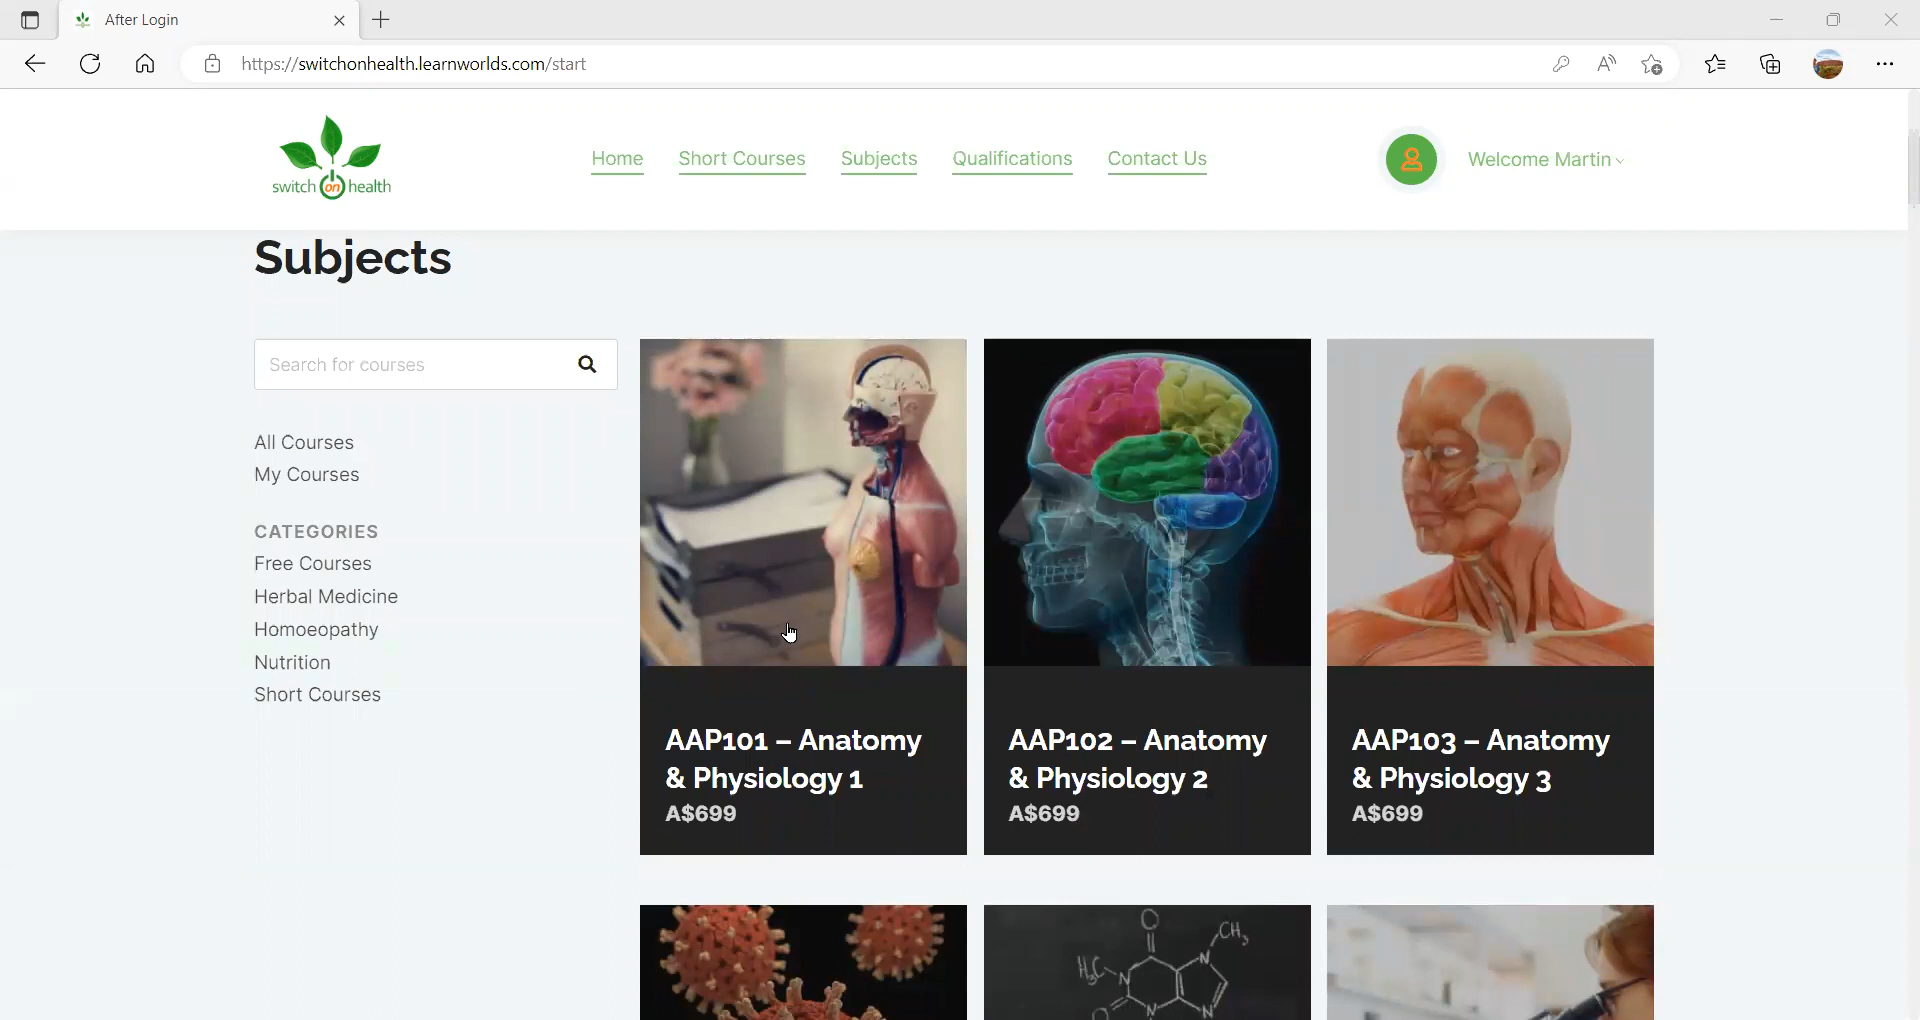 After Login
https://switchonhealth.learnworlds.com/start
switch on health
Home
Short Courses
Subjects
Qualifications
Contact Us
Welcome Martin
Subjects
Search for courses
All Courses
My Courses
CATEGORIES
Free Courses
Herbal Medicine
Homoeopathy
Nutrition
Short Courses
AAP101 – Anatomy
& Physiology 1
A$699
AAP102 – Anatomy
& Physiology 2
A$699
AAP103 – Anatomy
& Physiology 3
A$699
O
CH₃
H₃C
N
N
O
N
N